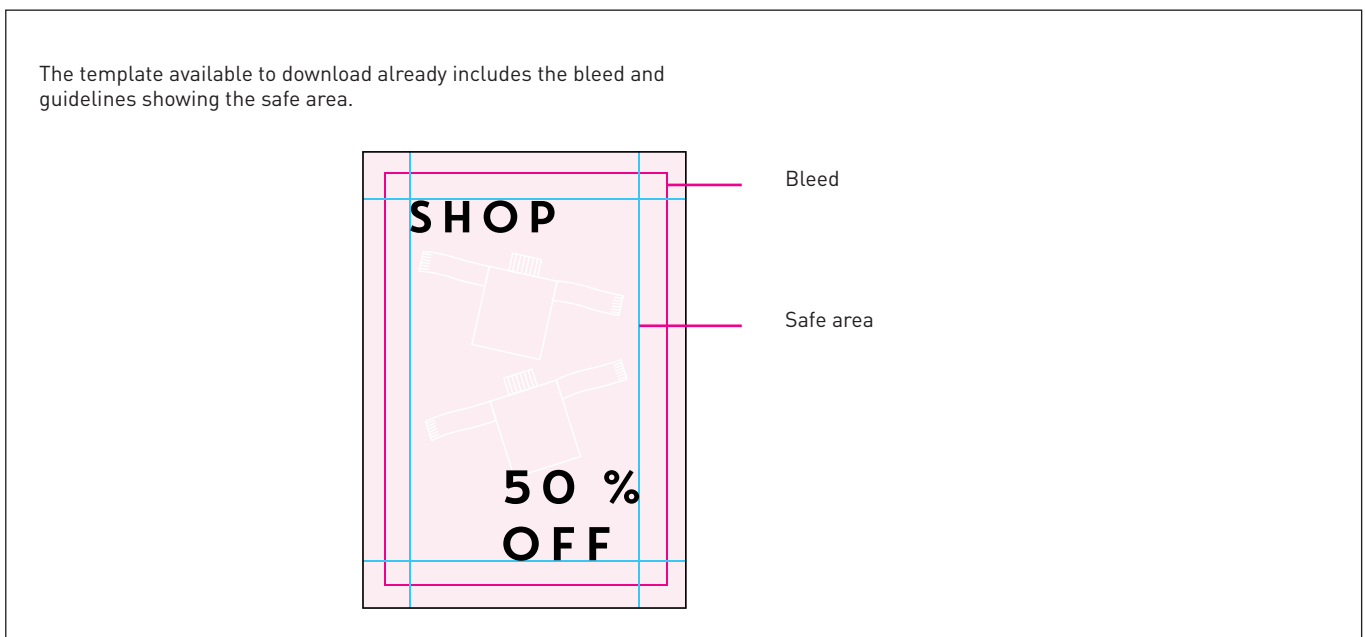 The template available to download already includes the bleed and
guidelines showing the safe area.
Bleed
SHOP
Safe area
50 %
OFF